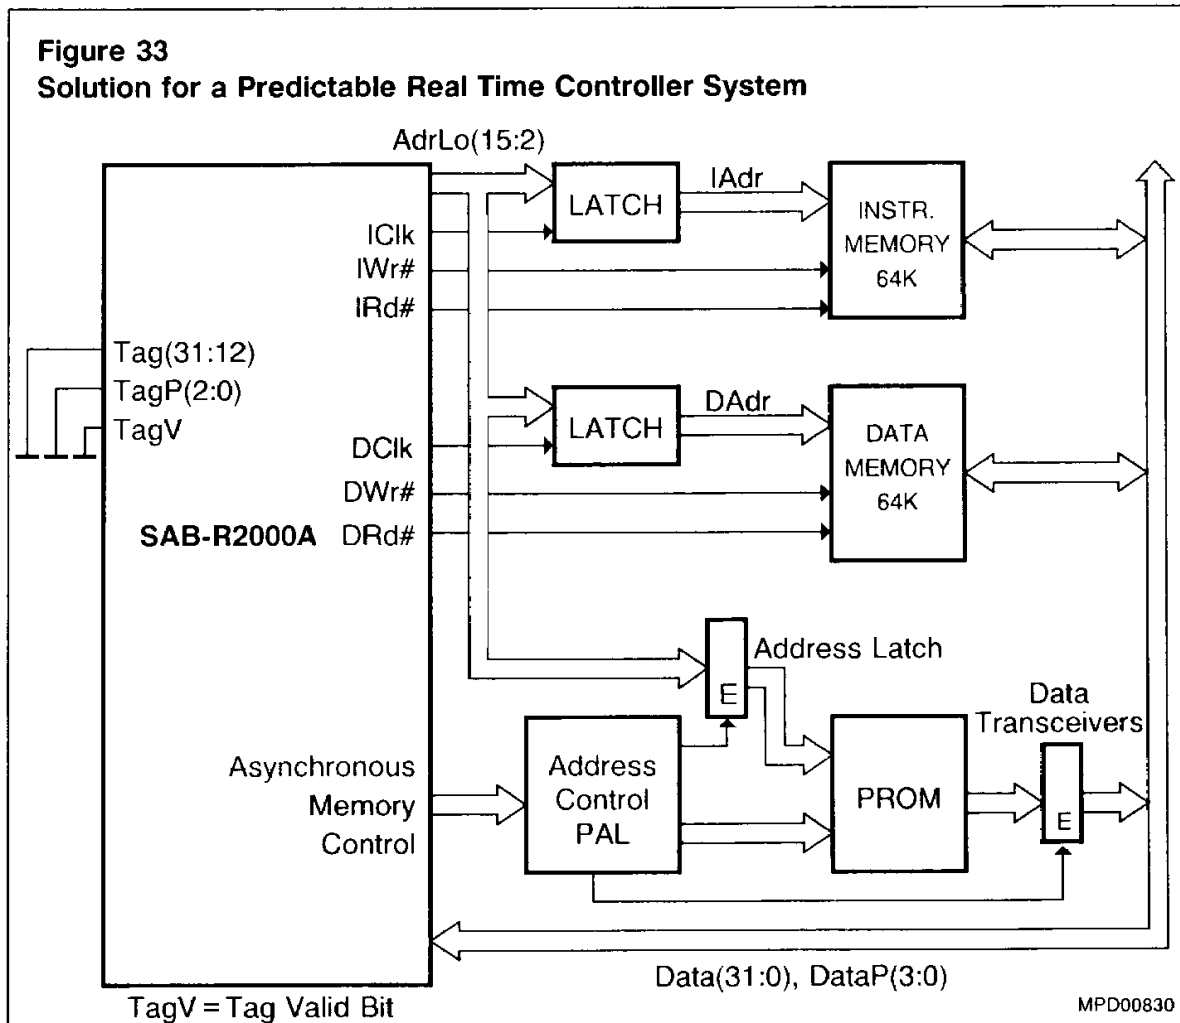 Figure 33
Solution for a Predictable Real Time Controller System
AdrLo(15:2)
LATCH
IAdr
INSTR.
MEMORY
64K
IClk
IWr#
IRd#
Tag(31:12)
TagP(2:0)
TagV
LATCH
DAdr
DATA
MEMORY
64K
DClk
DWr#
SAB-R2000A
DRd#
E
Address Latch
Data
Transceivers
Asynchronous
Memory
Control
Address
Control
PAL
PROM
E
Data(31:0), DataP(3:0)
TagV = Tag Valid Bit
MPD00830